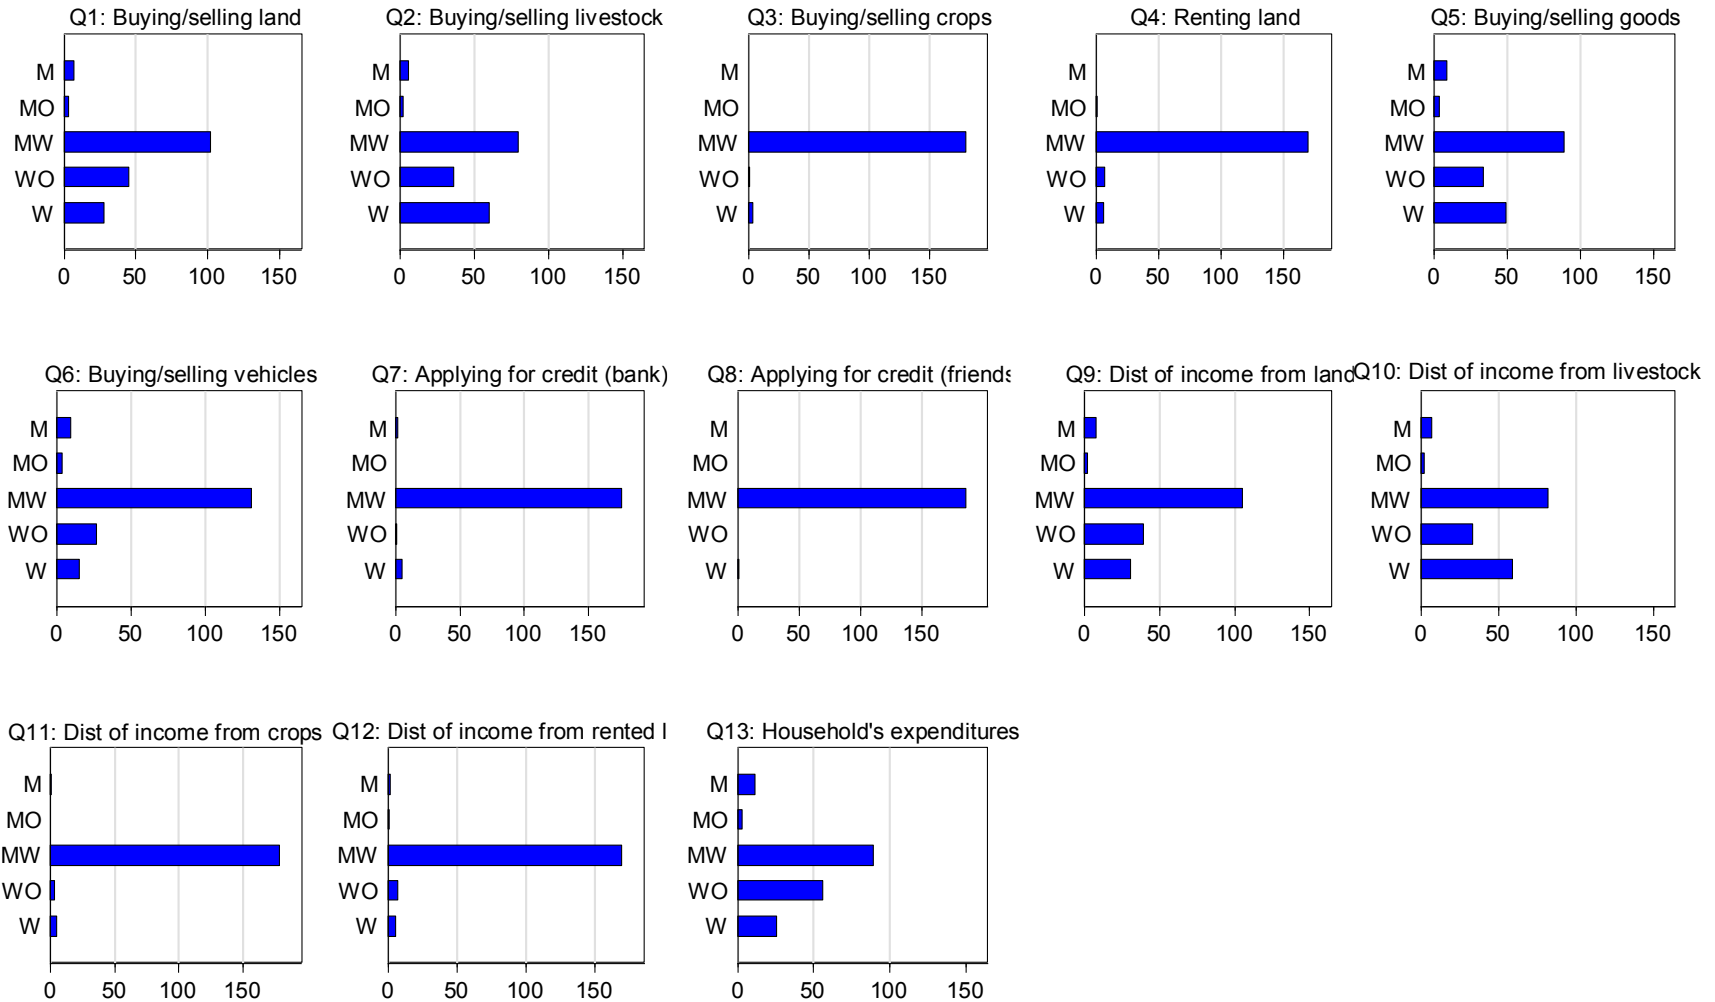 Q1: Buying/selling land
M
MO
MW
WO
W
0 50 100 150
Q2: Buying/selling livestock
M
MO
MW
WO
W
0 50 100 150
Q3: Buying/selling crops
M
MO
MW
WO
W
0 50 100 150
Q4: Renting land
M
MO
MW
WO
W
0 50 100 150
Q5: Buying/selling goods
M
MO
MW
WO
W
0 50 100 150
Q6: Buying/selling vehicles
M
MO
MW
WO
W
0 50 100 150
Q7: Applying for credit (bank)
M
MO
MW
WO
W
0 50 100 150
Q8: Applying for credit (friends
M
MO
MW
WO
W
0 50 100 150
Q9: Dist of income from land
M
MO
MW
WO
W
0 50 100 150
Q10: Dist of income from livestock
M
MO
MW
WO
W
0 50 100 150
Q11: Dist of income from crops
M
MO
MW
WO
W
0 50 100 150
Q12: Dist of income from rented l
M
MO
MW
WO
W
0 50 100 150
Q13: Household's expenditures
M
MO
MW
WO
W
0 50 100 150